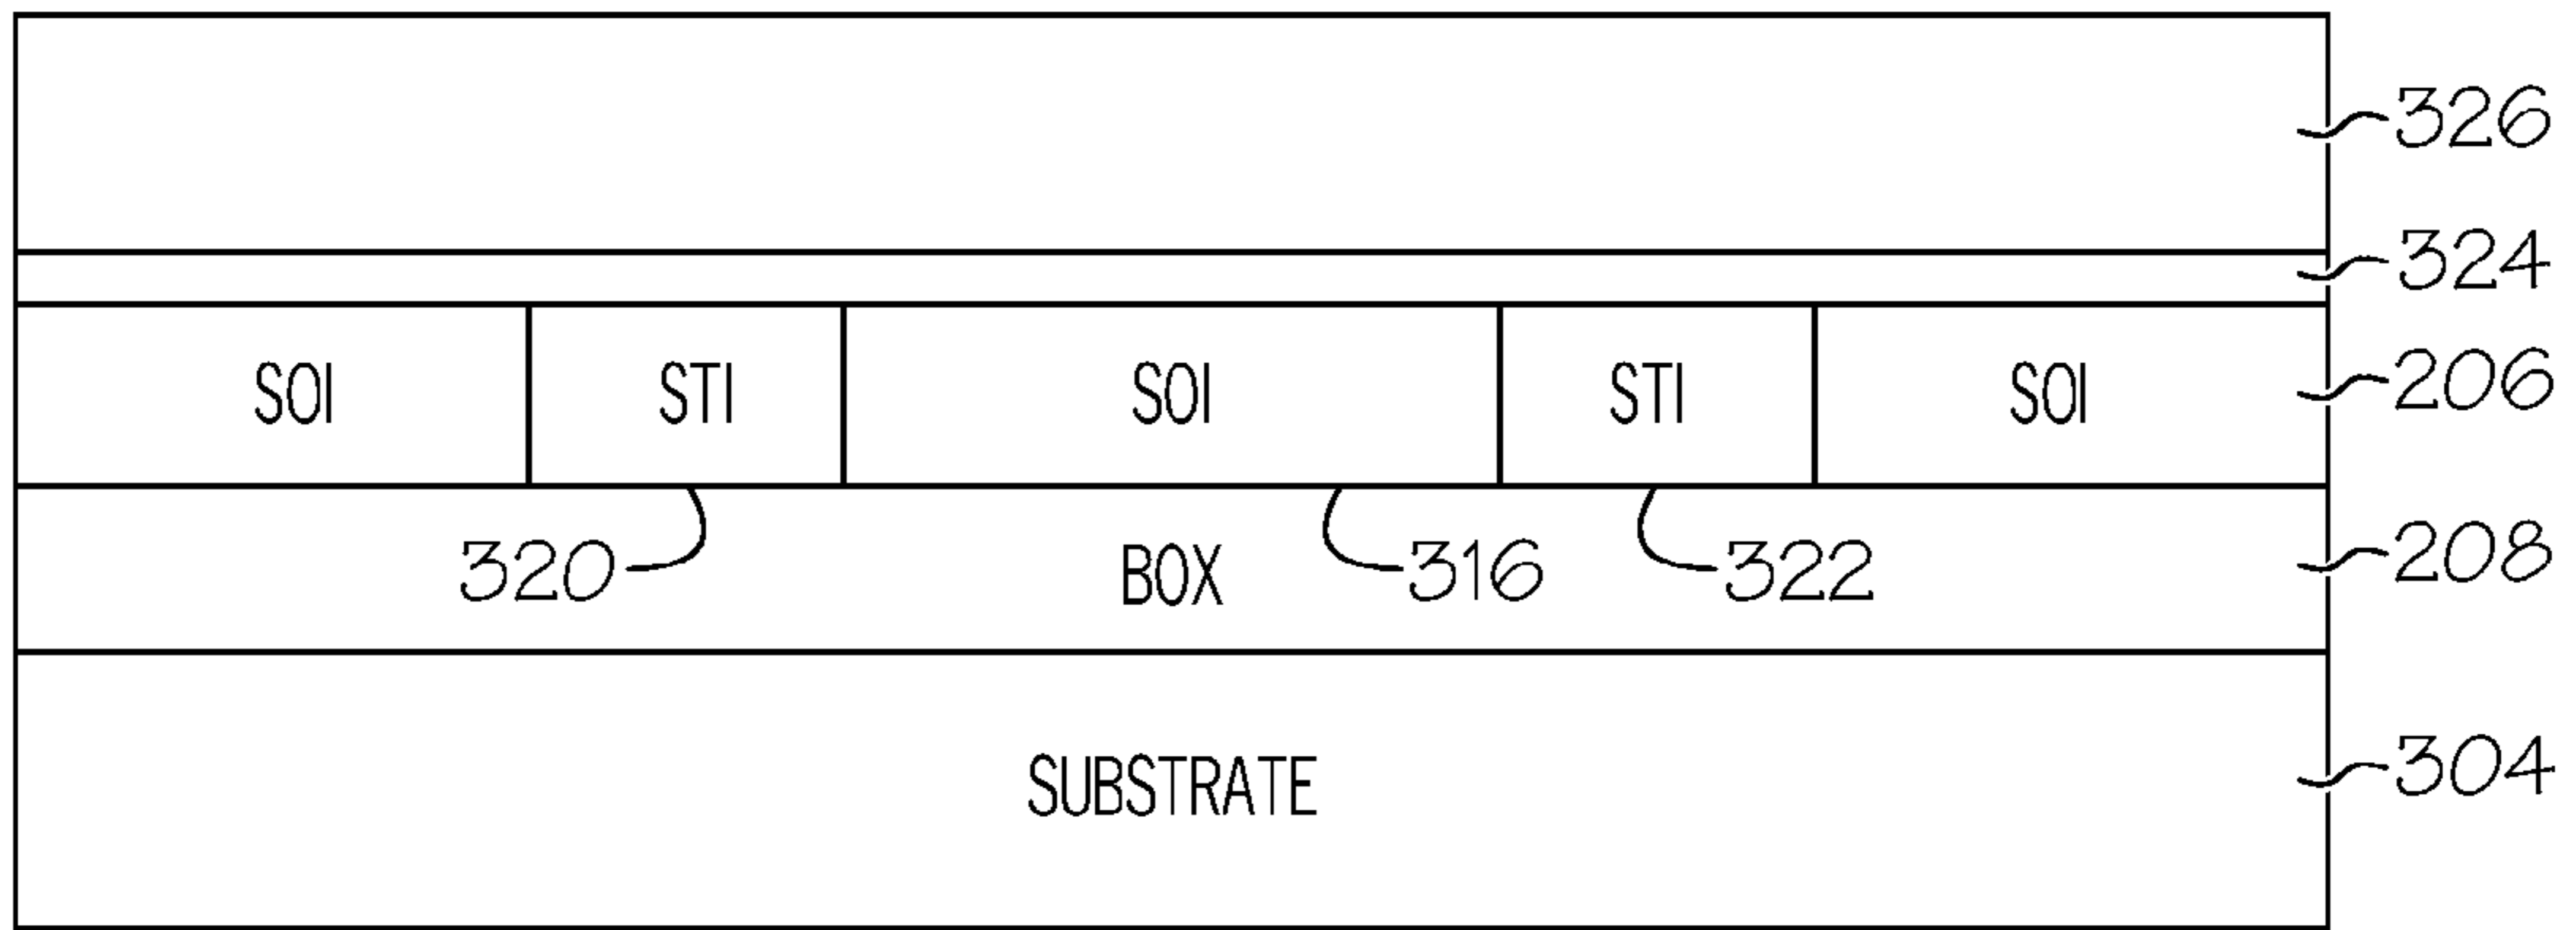 326
324
SOI STI SOI STI SOI 206
320 BOX 316 322 208
SUBSTRATE 304